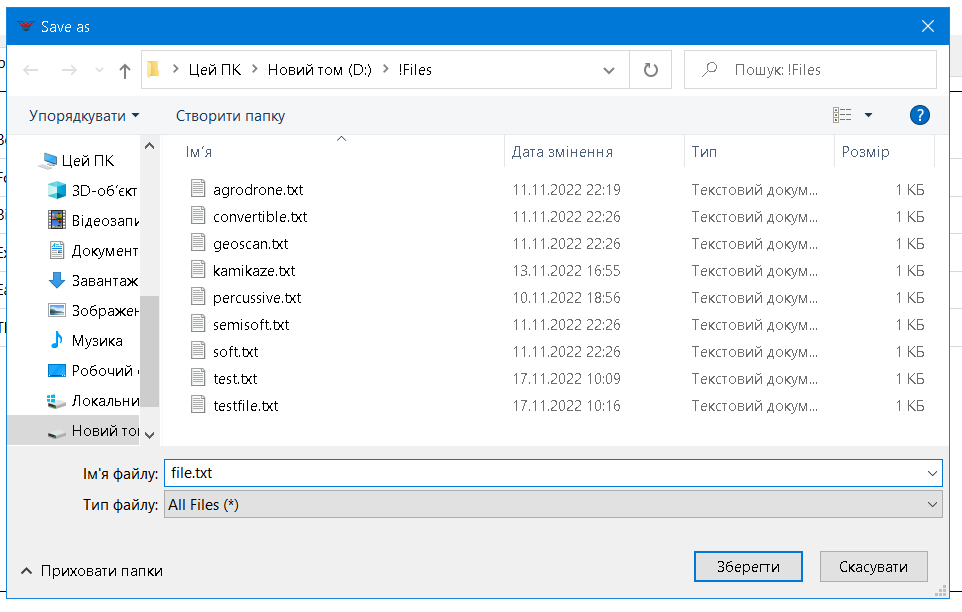 Save as
Цей ПК
Новий том (D:)
!Files
Пошук: !Files
Упорядкувати
Створити папку
Ім'я
Дата змінення
Тип
Розмір
Цей ПК
3D-об'єкт
Відеозапи
Документ
Завантаж
Зображен
Музика
Робочий
Локальни
Новий то
agrodrone.txt 11.11.2022 22:19 Текстовий докум... 1 КБ
convertible.txt 11.11.2022 22:26 Текстовий докум... 1 КБ
geoscan.txt 11.11.2022 22:26 Текстовий докум... 1 КБ
kamikaze.txt 13.11.2022 16:55 Текстовий докум... 1 КБ
percussive.txt 10.11.2022 18:56 Текстовий докум... 1 КБ
semisoft.txt 11.11.2022 22:26 Текстовий докум... 1 КБ
soft.txt 11.11.2022 22:26 Текстовий докум... 1 КБ
test.txt 17.11.2022 10:09 Текстовий докум... 1 КБ
testfile.txt 17.11.2022 10:16 Текстовий докум... 1 КБ
Ім'я файлу: file.txt
Тип файлу: All Files (*)
Приховати папки
Зберегти
Скасувати